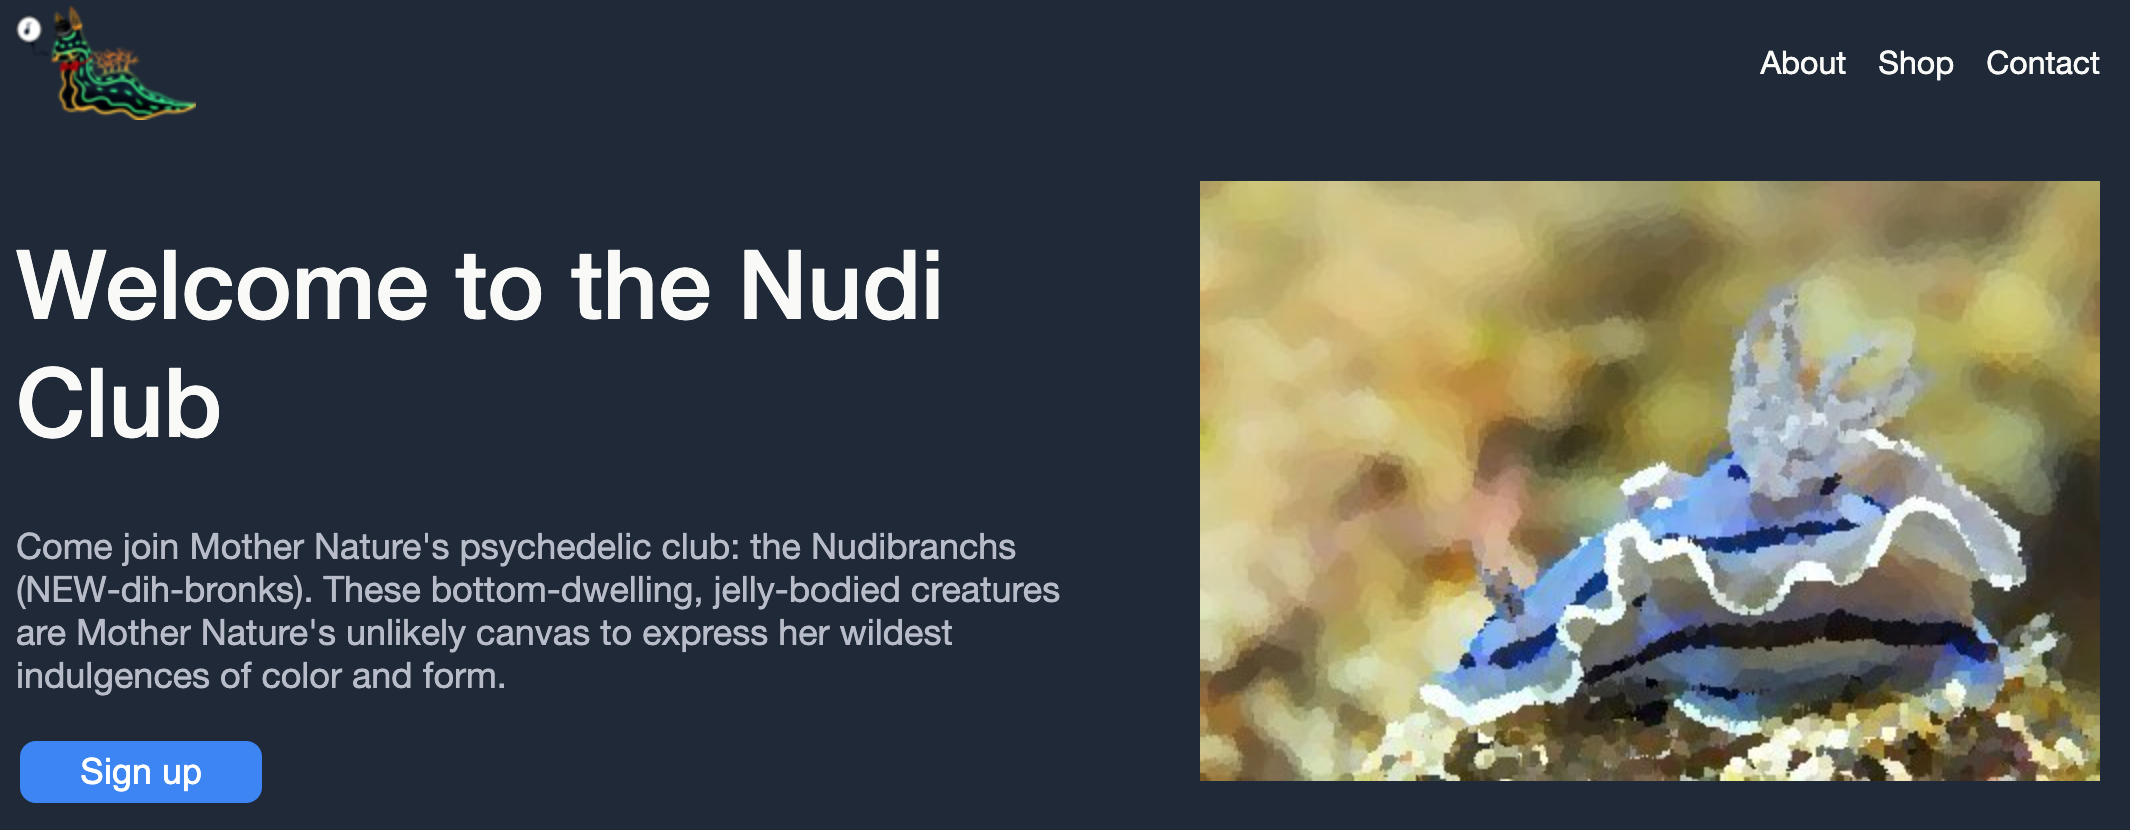 About Shop Contact
Welcome to the Nudi
Club
Come join Mother Nature's psychedelic club: the Nudibranchs
(NEW-dih-bronks). These bottom-dwelling, jelly-bodied creatures
are Mother Nature's unlikely canvas to express her wildest
indulgences of color and form.
Sign up